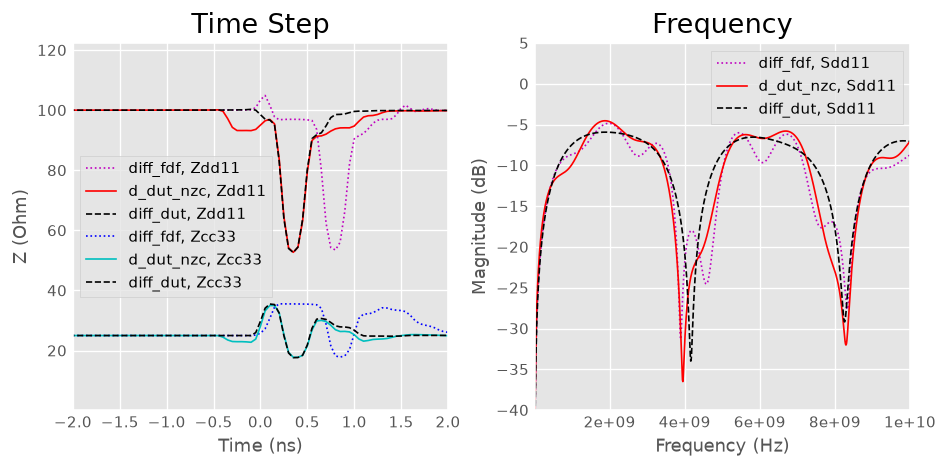 Time Step
Z (Ohm)
120
100
80
60
40
20
diff_fdf, Zdd11
d_dut_nzc, Zdd11
diff_dut, Zdd11
diff_fdf, Zcc33
d_dut_nzc, Zcc33
diff_dut, Zcc33
−2.0 −1.5 −1.0 −0.5 0.0 0.5 1.0 1.5 2.0
Time (ns)
Frequency
Magnitude (dB)
5
0
−5
−10
−15
−20
−25
−30
−35
−40
diff_fdf, Sdd11
d_dut_nzc, Sdd11
diff_dut, Sdd11
2e+09 4e+09 6e+09 8e+09 1e+10
Frequency (Hz)